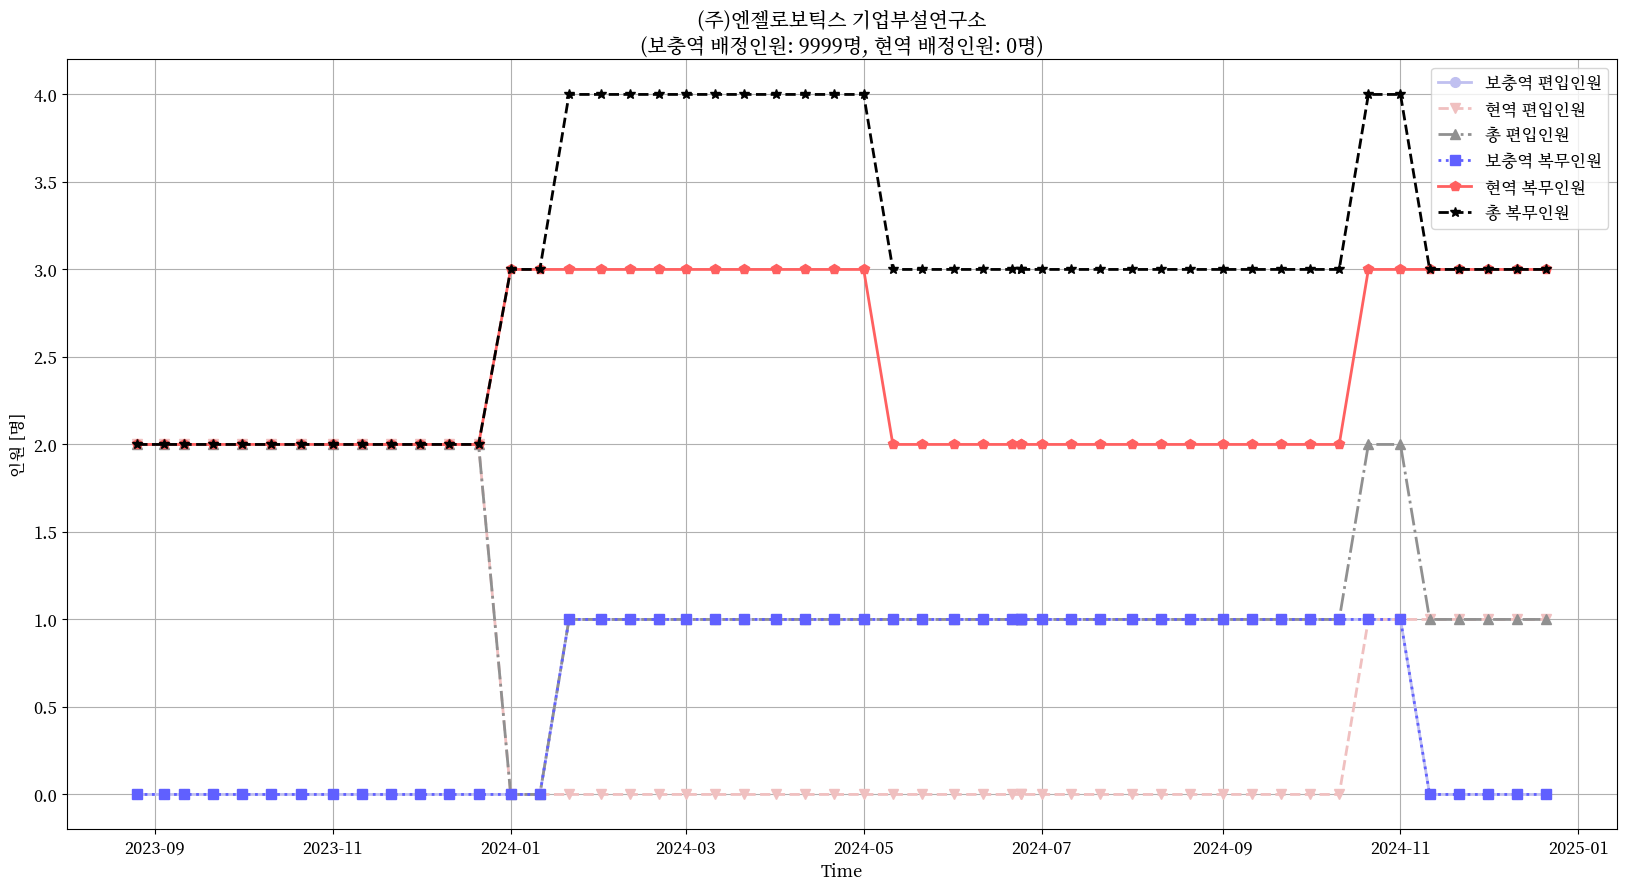 (주)엔젤로보틱스 기업부설연구소
(보충역 배정인원: 9999명, 현역 배정인원: 0명)
보충역 편입인원
현역 편입인원
총 편입인원
보충역 복무인원
현역 복무인원
총 복무인원
4.0
3.5
3.0
2.5
2.0
1.5
1.0
0.5
0.0
인원 [명]
2023-09
2023-11
2024-01
2024-03
2024-05
2024-07
2024-09
2024-11
2025-01
Time